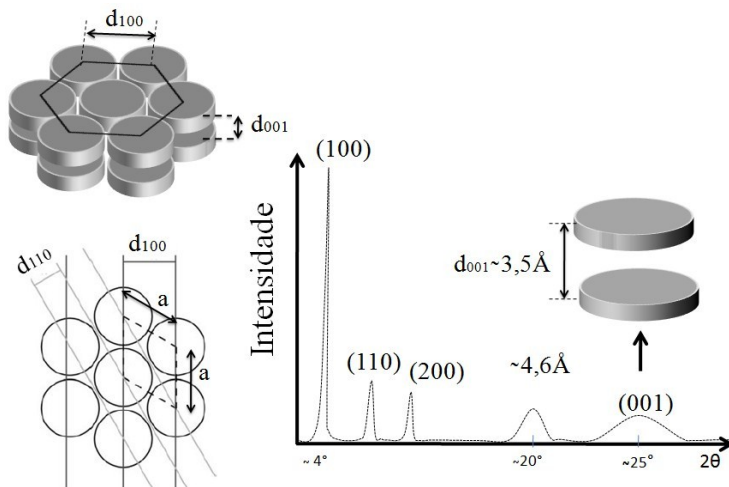 d100
d001
d100
d110
a
a
Intensidade
(100)
(110)
(200)
~4,6Å
d001~3,5Å
(001)
~ 4°
~20°
~25°
2θ